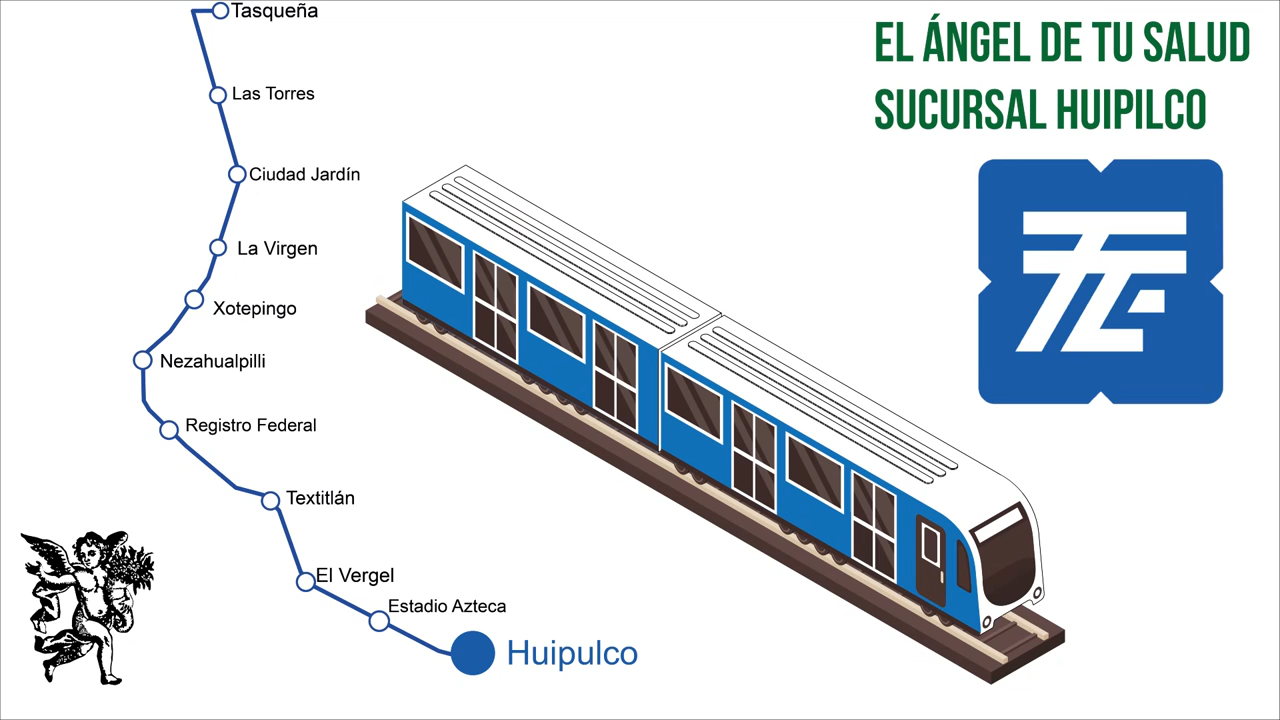 EL ÁNGEL DE TU SALUD
SUCURSAL HUIPILCO
Tasqueña
Las Torres
Ciudad Jardín
La Virgen
Xotepingo
Nezahualpilli
Registro Federal
Textitlán
El Vergel
Estadio Azteca
Huipulco